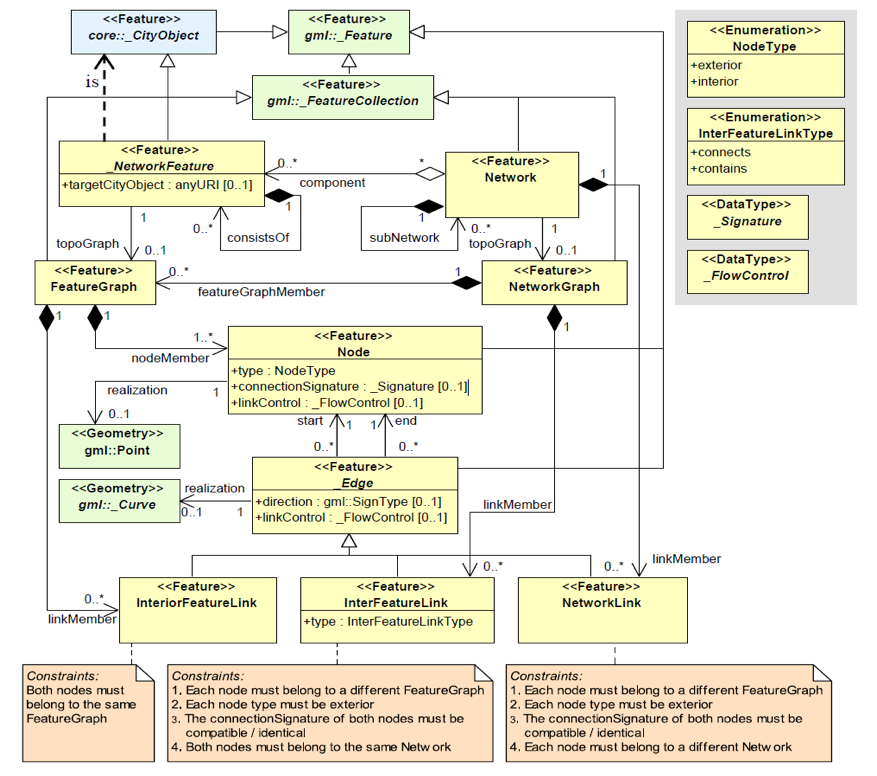 <<Feature>>
core::_CityObject
<<Feature>>
gml::_Feature
<<Enumeration>>
NodeType
+exterior
+interior
is
<<Feature>>
gml::_FeatureCollection
<<Enumeration>>
InterFeatureLinkType
+connects
+contains
<<Feature>>
_NetworkFeature
+targetCityObject : anyURI [0..1]
0..*
*
component
<<Feature>>
Network
1
1
0..*
consistsOf
1
subNetwork
0..*
<<DataType>>
_Signature
<<DataType>>
_FlowControl
1
topoGraph
0..1
1
topoGraph
0..1
<<Feature>>
FeatureGraph
0..*
featureGraphMember
1
<<Feature>>
NetworkGraph
1
1
1
1..*
nodeMember
<<Feature>>
Node
+type : NodeType
+connectionSignature : _Signature [0..1]
+linkControl : _FlowControl [0..1]
realization
1
0..1
<<Geometry>>
gml::Point
start
1
1
end
0..*
0..*
<<Geometry>>
gml::_Curve
realization
0..1
1
<<Feature>>
_Edge
+direction : gml::SignType [0..1]
+linkControl : _FlowControl [0..1]
linkMember
0..*
0..*
linkMember
0..*
linkMember
<<Feature>>
InteriorFeatureLink
<<Feature>>
InterFeatureLink
+type : InterFeatureLinkType
<<Feature>>
NetworkLink
Constraints:
Both nodes must
belong to the same
FeatureGraph
Constraints:
1. Each node must belong to a different FeatureGraph
2. Each node type must be exterior
3. The connectionSignature of both nodes must be
compatible / identical
4. Both nodes must belong to the same Network
Constraints:
1. Each node must belong to a different FeatureGraph
2. Each node type must be exterior
3. The connectionSignature of both nodes must be
compatible / identical
4. Each node must belong to a different Network